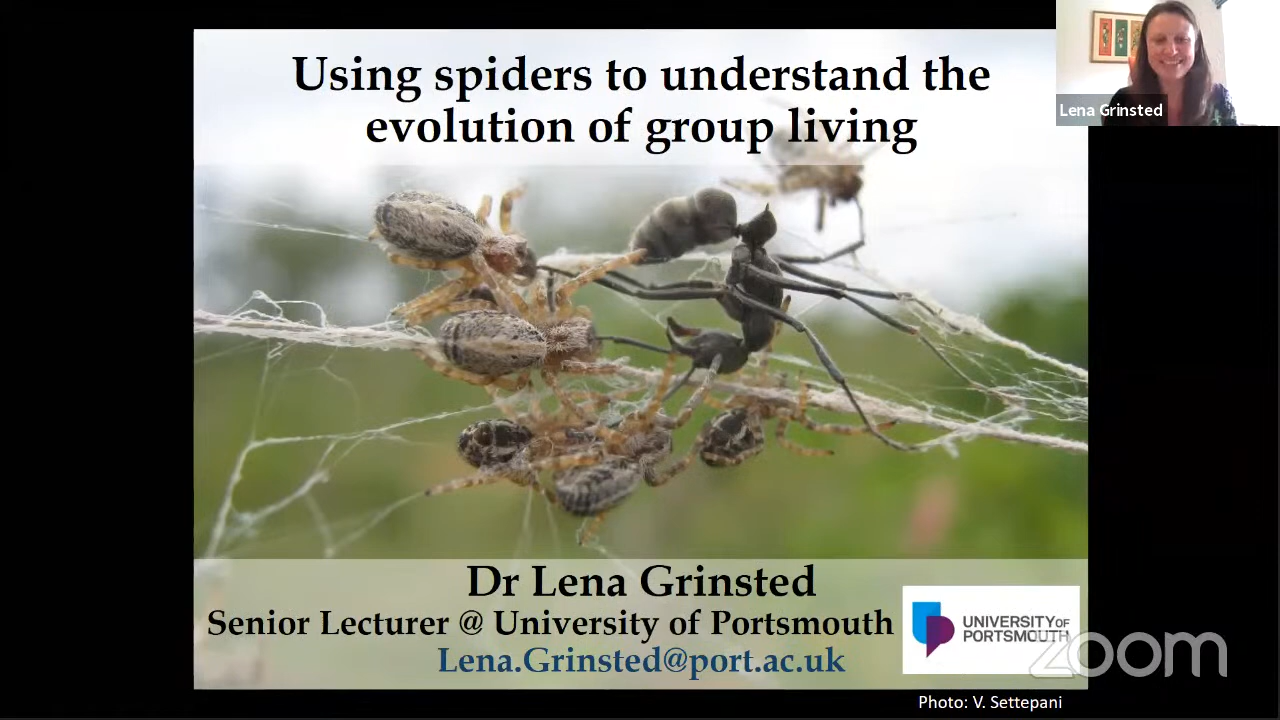 Using spiders to understand the
evolution of group living
Lena Grinsted
Dr Lena Grinsted
Senior Lecturer @ University of Portsmouth
Lena.Grinsted@port.ac.uk
UNIVERSITY OF
PORTSMOUTH
zoom
Photo: V. Settepani